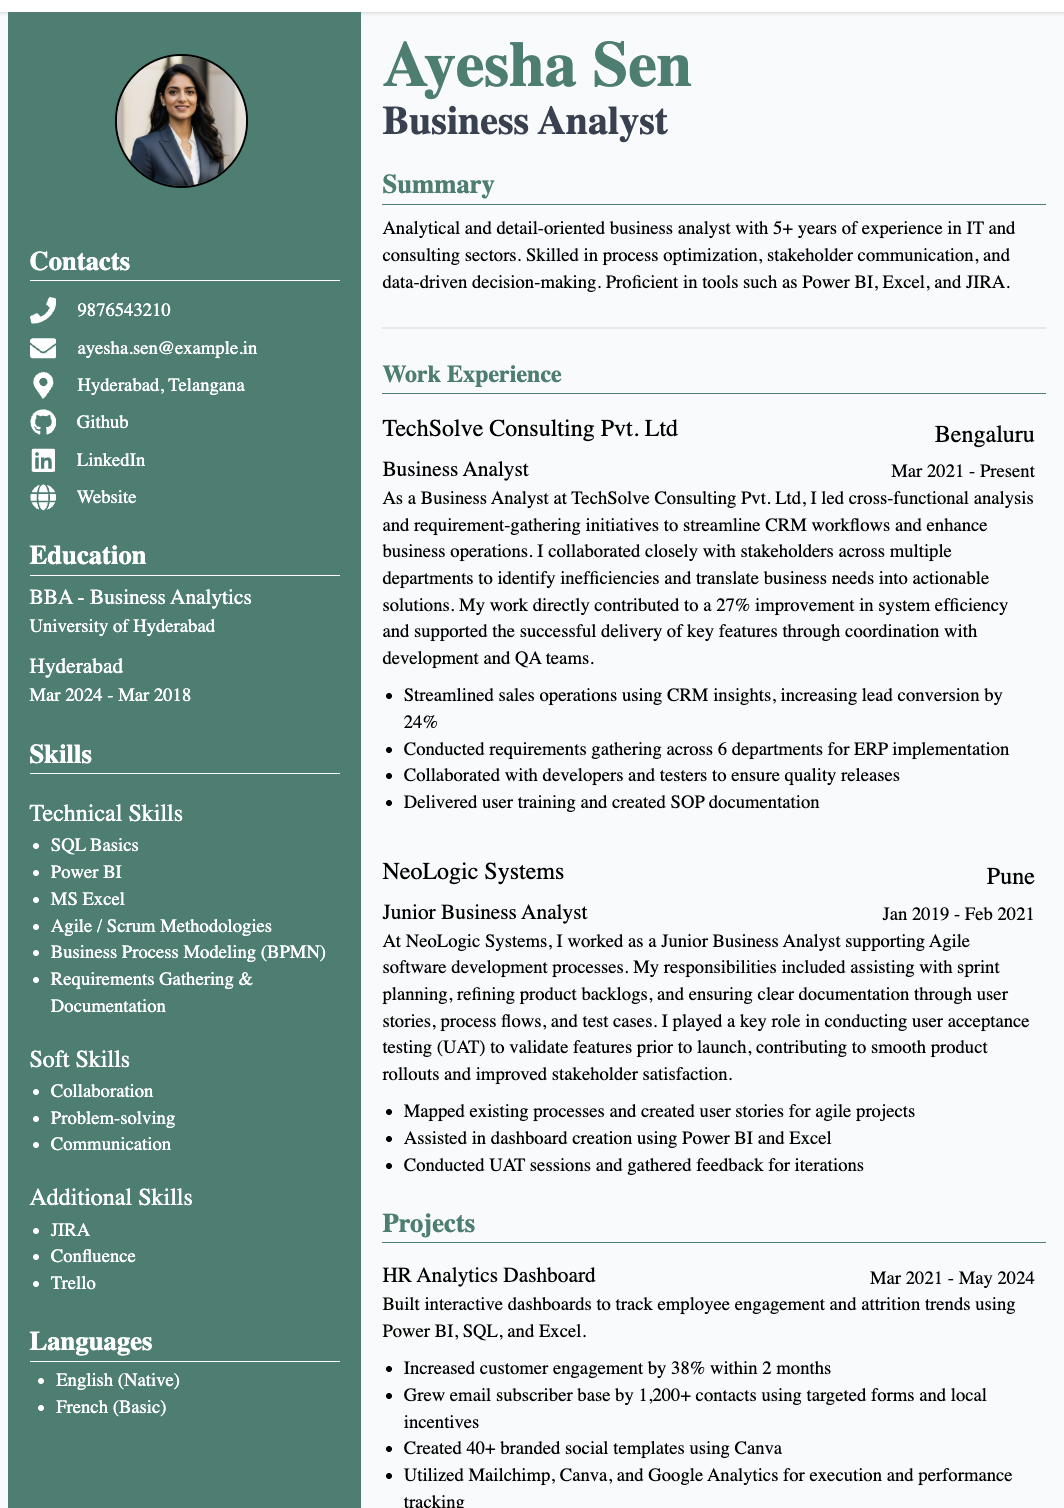 Contacts
9876543210
ayesha.sen@example.in
Hyderabad, Telangana
Github
LinkedIn
Website
Education
BBA - Business Analytics
University of Hyderabad
Hyderabad
Mar 2024 - Mar 2018
Skills
Technical Skills
• SQL Basics
• Power BI
• MS Excel
• Agile / Scrum Methodologies
• Business Process Modeling (BPMN)
• Requirements Gathering &
Documentation
Soft Skills
• Collaboration
• Problem-solving
• Communication
Additional Skills
• JIRA
• Confluence
• Trello
Languages
• English (Native)
• French (Basic)
Ayesha Sen
Business Analyst
Summary
Analytical and detail-oriented business analyst with 5+ years of experience in IT and
consulting sectors. Skilled in process optimization, stakeholder communication, and
data-driven decision-making. Proficient in tools such as Power BI, Excel, and JIRA.
Work Experience
TechSolve Consulting Pvt. Ltd Bengaluru
Business Analyst Mar 2021 - Present
As a Business Analyst at TechSolve Consulting Pvt. Ltd, I led cross-functional analysis
and requirement-gathering initiatives to streamline CRM workflows and enhance
business operations. I collaborated closely with stakeholders across multiple
departments to identify inefficiencies and translate business needs into actionable
solutions. My work directly contributed to a 27% improvement in system efficiency
and supported the successful delivery of key features through coordination with
development and QA teams.
• Streamlined sales operations using CRM insights, increasing lead conversion by
24%
• Conducted requirements gathering across 6 departments for ERP implementation
• Collaborated with developers and testers to ensure quality releases
• Delivered user training and created SOP documentation
NeoLogic Systems Pune
Junior Business Analyst Jan 2019 - Feb 2021
At NeoLogic Systems, I worked as a Junior Business Analyst supporting Agile
software development processes. My responsibilities included assisting with sprint
planning, refining product backlogs, and ensuring clear documentation through user
stories, process flows, and test cases. I played a key role in conducting user acceptance
testing (UAT) to validate features prior to launch, contributing to smooth product
rollouts and improved stakeholder satisfaction.
• Mapped existing processes and created user stories for agile projects
• Assisted in dashboard creation using Power BI and Excel
• Conducted UAT sessions and gathered feedback for iterations
Projects
HR Analytics Dashboard Mar 2021 - May 2024
Built interactive dashboards to track employee engagement and attrition trends using
Power BI, SQL, and Excel.
• Increased customer engagement by 38% within 2 months
• Grew email subscriber base by 1,200+ contacts using targeted forms and local
incentives
• Created 40+ branded social templates using Canva
• Utilized Mailchimp, Canva, and Google Analytics for execution and performance
tracking